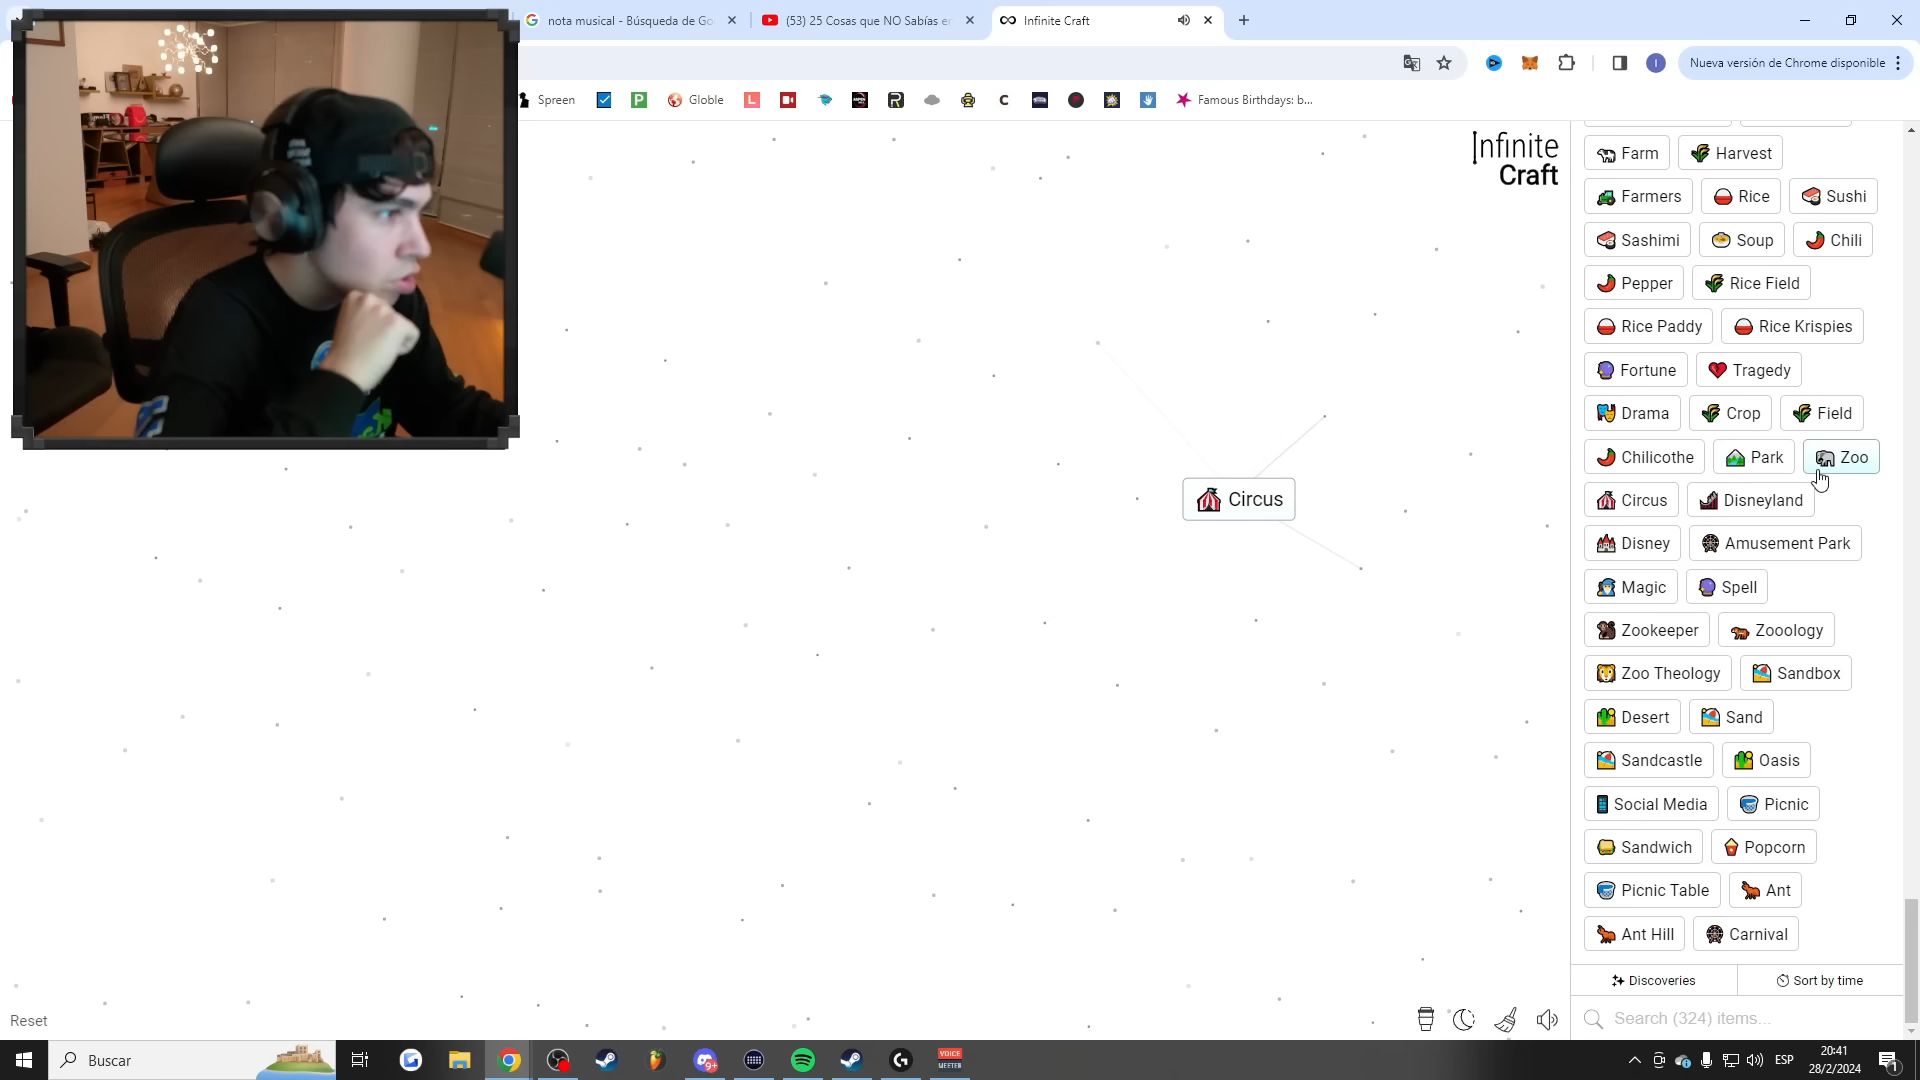 nota musical - Búsqueda de Go
(53) 25 Cosas que NO Sabías e
Infinite Craft
Nueva versión de Chrome disponible
I
Spreen
Globle
Famous Birthdays: b...
Infinite
Craft
Farm
Harvest
Farmers
Rice
Sushi
Sashimi
Soup
Chili
Pepper
Rice Field
Rice Paddy
Rice Krispies
Fortune
Tragedy
Drama
Crop
Field
Chilicothe
Park
Zoo
Circus
Circus
Disneyland
Disney
Amusement Park
Magic
Spell
Zookeeper
Zooology
Zoo Theology
Sandbox
Desert
Sand
Sandcastle
Oasis
Social Media
Picnic
Sandwich
Popcorn
Picnic Table
Ant
Ant Hill
Carnival
Discoveries
Sort by time
Search (324) items...
Reset
Buscar
9+
VOICE
MEETER
ESP
20:41
28/2/2024
1